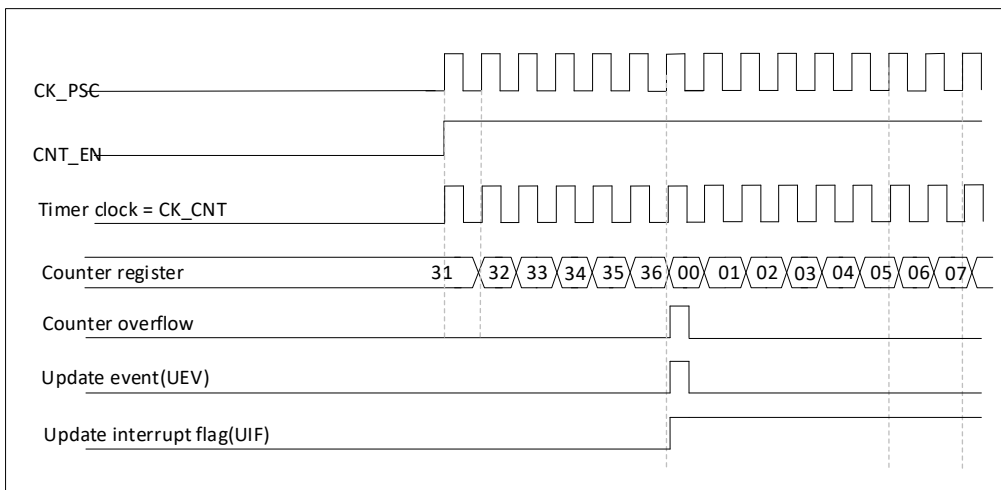 CK_PSC
CNT_EN
Timer clock = CK_CNT
Counter register 31 32 33 34 35 36 00 01 02 03 04 05 06 07
Counter overflow
Update event(UEV)
Update interrupt flag(UIF)